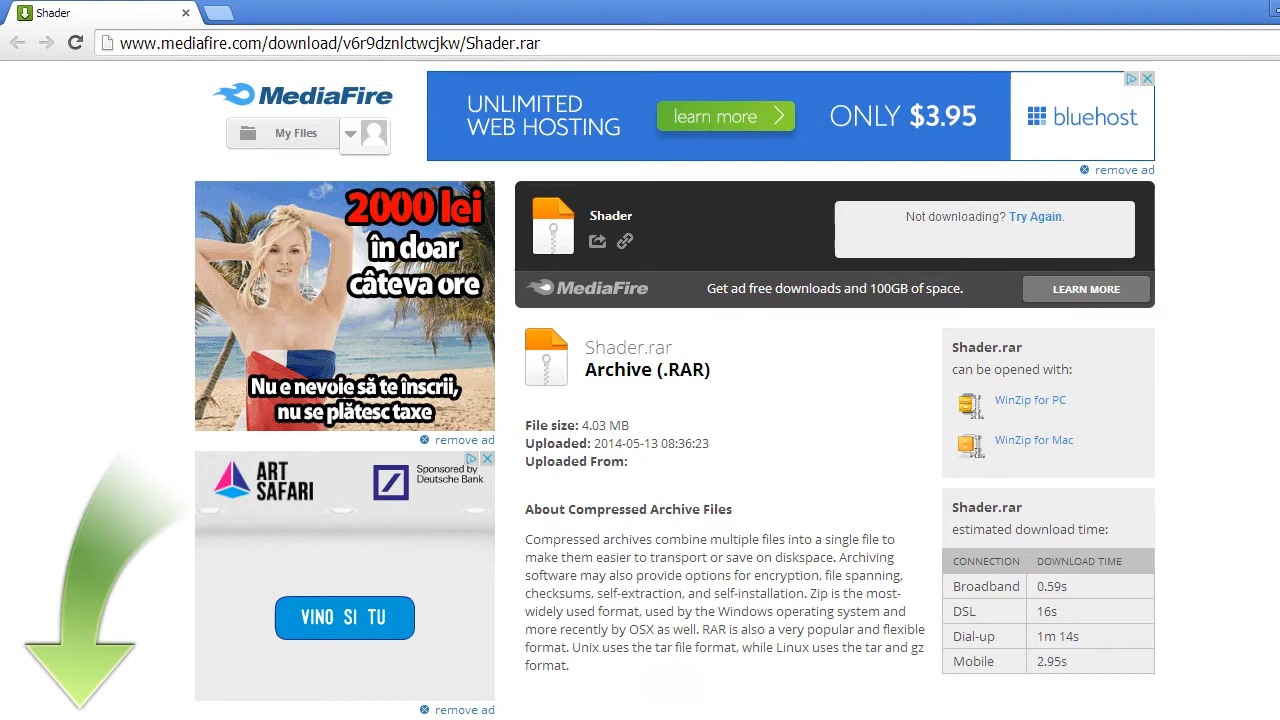 Shader
www.mediafire.com/download/v6r9dznlctwcjkw/Shader.rar
MediaFire
My Files
UNLIMITED
WEB HOSTING
learn more
ONLY $3.95
bluehost
remove ad
2000 lei
în doar
câteva ore
Nu e nevoie să te înscrii,
nu se plătesc taxe
remove ad
ART
SAFARI
Sponsored by
Deutsche Bank
VINO SI TU
remove ad
Shader
Not downloading? Try Again.
MediaFire
Get ad free downloads and 100GB of space.
LEARN MORE
Shader.rar
Archive (.RAR)
File size: 4.03 MB
Uploaded: 2014-05-13 08:36:23
Uploaded From:
About Compressed Archive Files
Compressed archives combine multiple files into a single file to
make them easier to transport or save on diskspace. Archiving
software may also provide options for encryption, file spanning,
checksums, self-extraction, and self-installation. Zip is the most-
widely used format, used by the Windows operating system and
more recently by OSX as well. RAR is also a very popular and flexible
format. Unix uses the tar file format, while Linux uses the tar and gz
format.
Shader.rar
can be opened with:
WinZip for PC
WinZip for Mac
Shader.rar
estimated download time:
CONNECTION DOWNLOAD TIME
Broadband 0.59s
DSL 16s
Dial-up 1m 14s
Mobile 2.95s